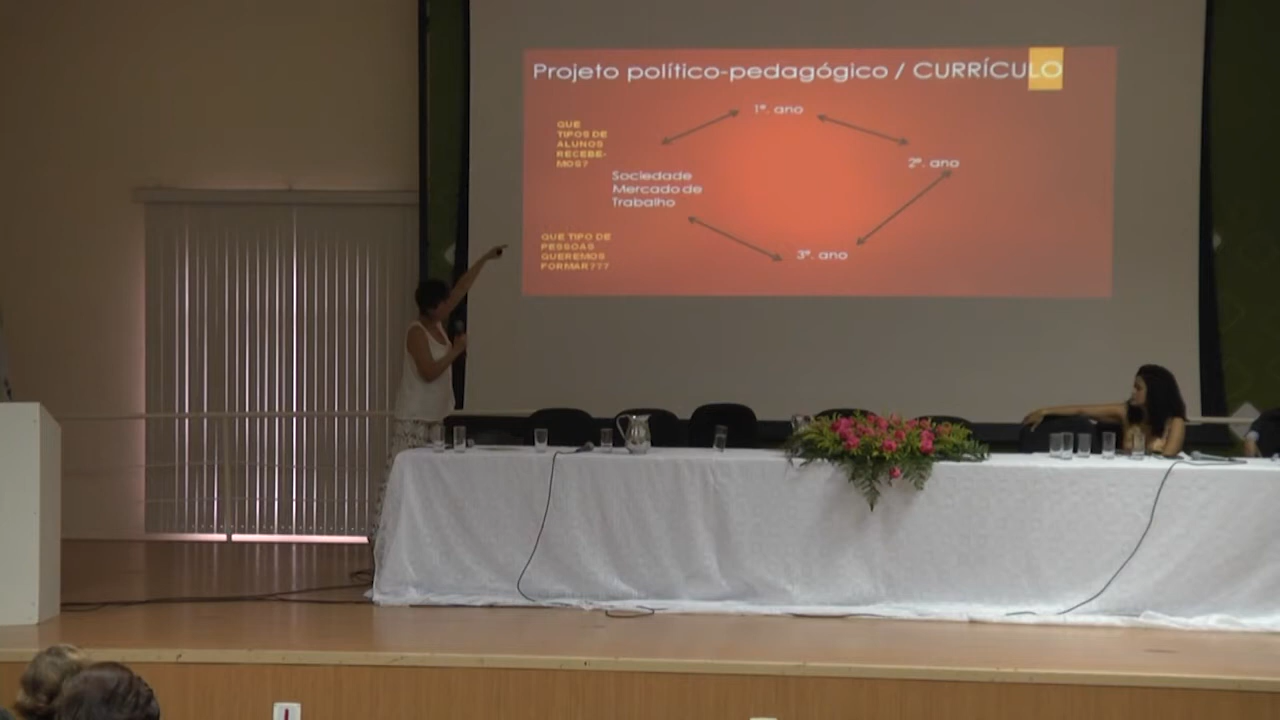 Projeto político-pedagógico / CURRÍCULO
1º. ano
QUE
TIPOS DE
ALUNOS
RECEBE-
MOS?
2º. ano
Sociedade
Mercado de
Trabalho
QUE TIPO DE
PESSOAS
QUEREMOS
FORMAR???
3º. ano